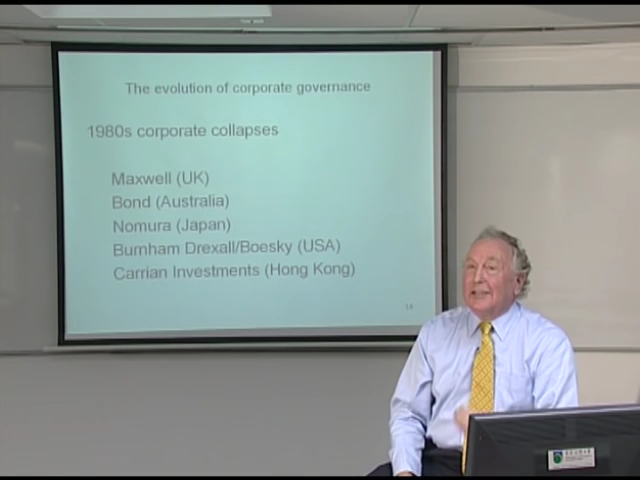 The evolution of corporate governance
1980s corporate collapses
Maxwell (UK)
Bond (Australia)
Nomura (Japan)
Burnham Drexall/Boesky (USA)
Carrian Investments (Hong Kong)